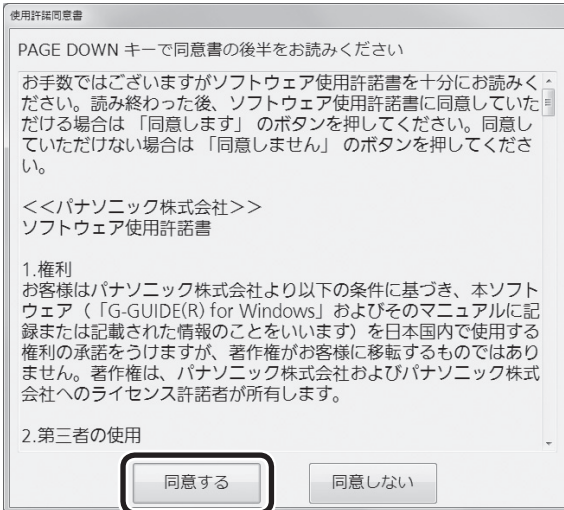 使用許諾同意書
PAGE DOWN キーで同意書の後半をお読みください
お手数ではございますがソフトウェア使用許諾書を十分にお読みく
ださい。読み終わった後、ソフトウェア使用許諾書に同意していた
だける場合は 「同意します」 のボタンを押してください。同意し
ていただけない場合は 「同意しません」 のボタンを押してくださ
い。
<<パナソニック株式会社>>
ソフトウェア使用許諾書
1.権利
お客様はパナソニック株式会社より以下の条件に基づき、本ソフト
ウェア（「G-GUIDE(R) for Windows」およびそのマニュアルに記
録または記載された情報のことをいいます）を日本国内で使用する
権利の承諾をうけますが、著作権がお客様に移転するものではあり
ません。著作権は、パナソニック株式会社およびパナソニック株式
会社へのライセンス許諾者が所有します。
2.第三者の使用
同意する
同意しない